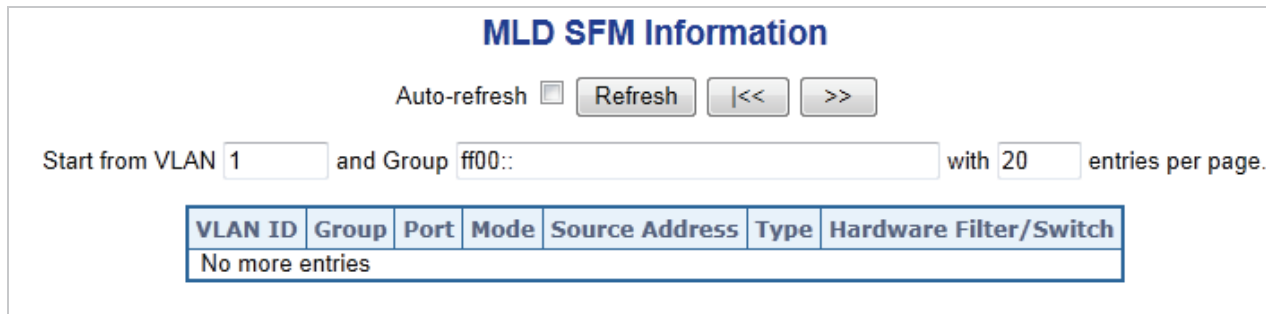 MLD SFM Information
Auto-refresh Refresh |<< >>
Start from VLAN 1 and Group ff00:: with 20 entries per page.
VLAN ID Group Port Mode Source Address Type Hardware Filter/Switch
No more entries